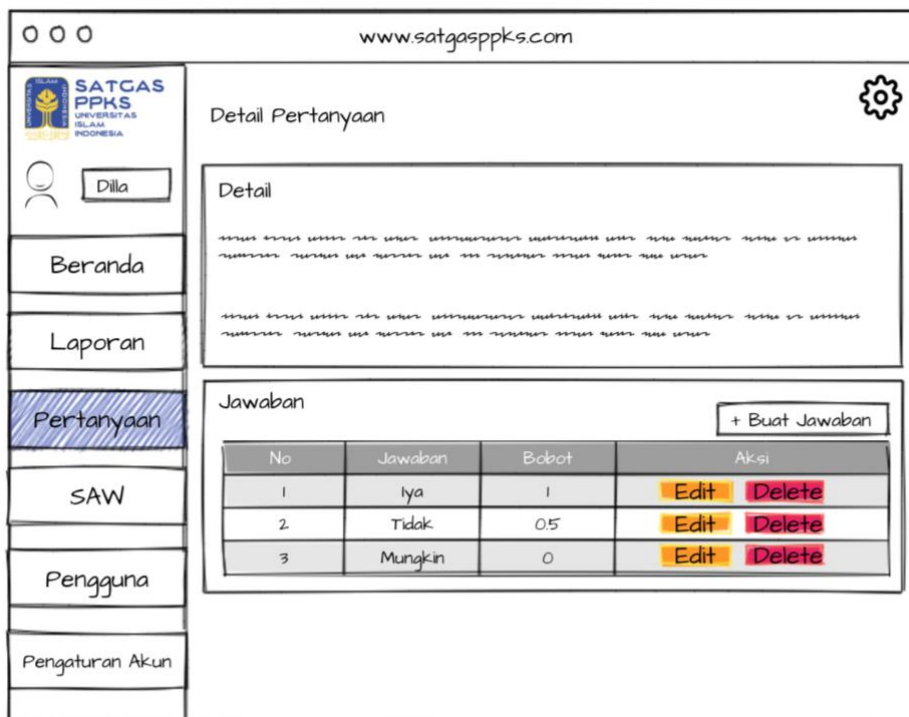 www.satgasppks.com
SATGAS
PPKS
UNIVERSITAS
ISLAM
INDONESIA
Dilla
Beranda
Laporan
Pertanyaan
SAW
Pengguna
Pengaturan Akun
Detail Pertanyaan
Detail
Jawaban
+ Buat Jawaban
No Jawaban Bobot Aksi
1 Iya 1 Edit Delete
2 Tidak 0.5 Edit Delete
3 Mungkin 0 Edit Delete